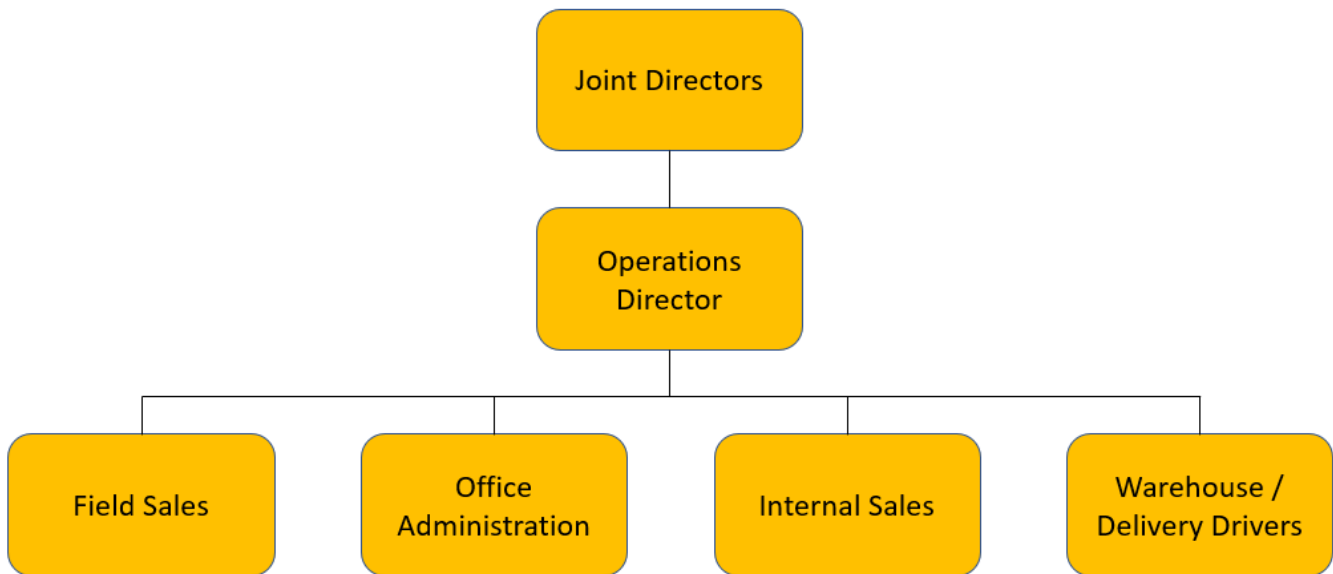 Joint Directors
Operations
Director
Field Sales
Office
Administration
Internal Sales
Warehouse /
Delivery Drivers